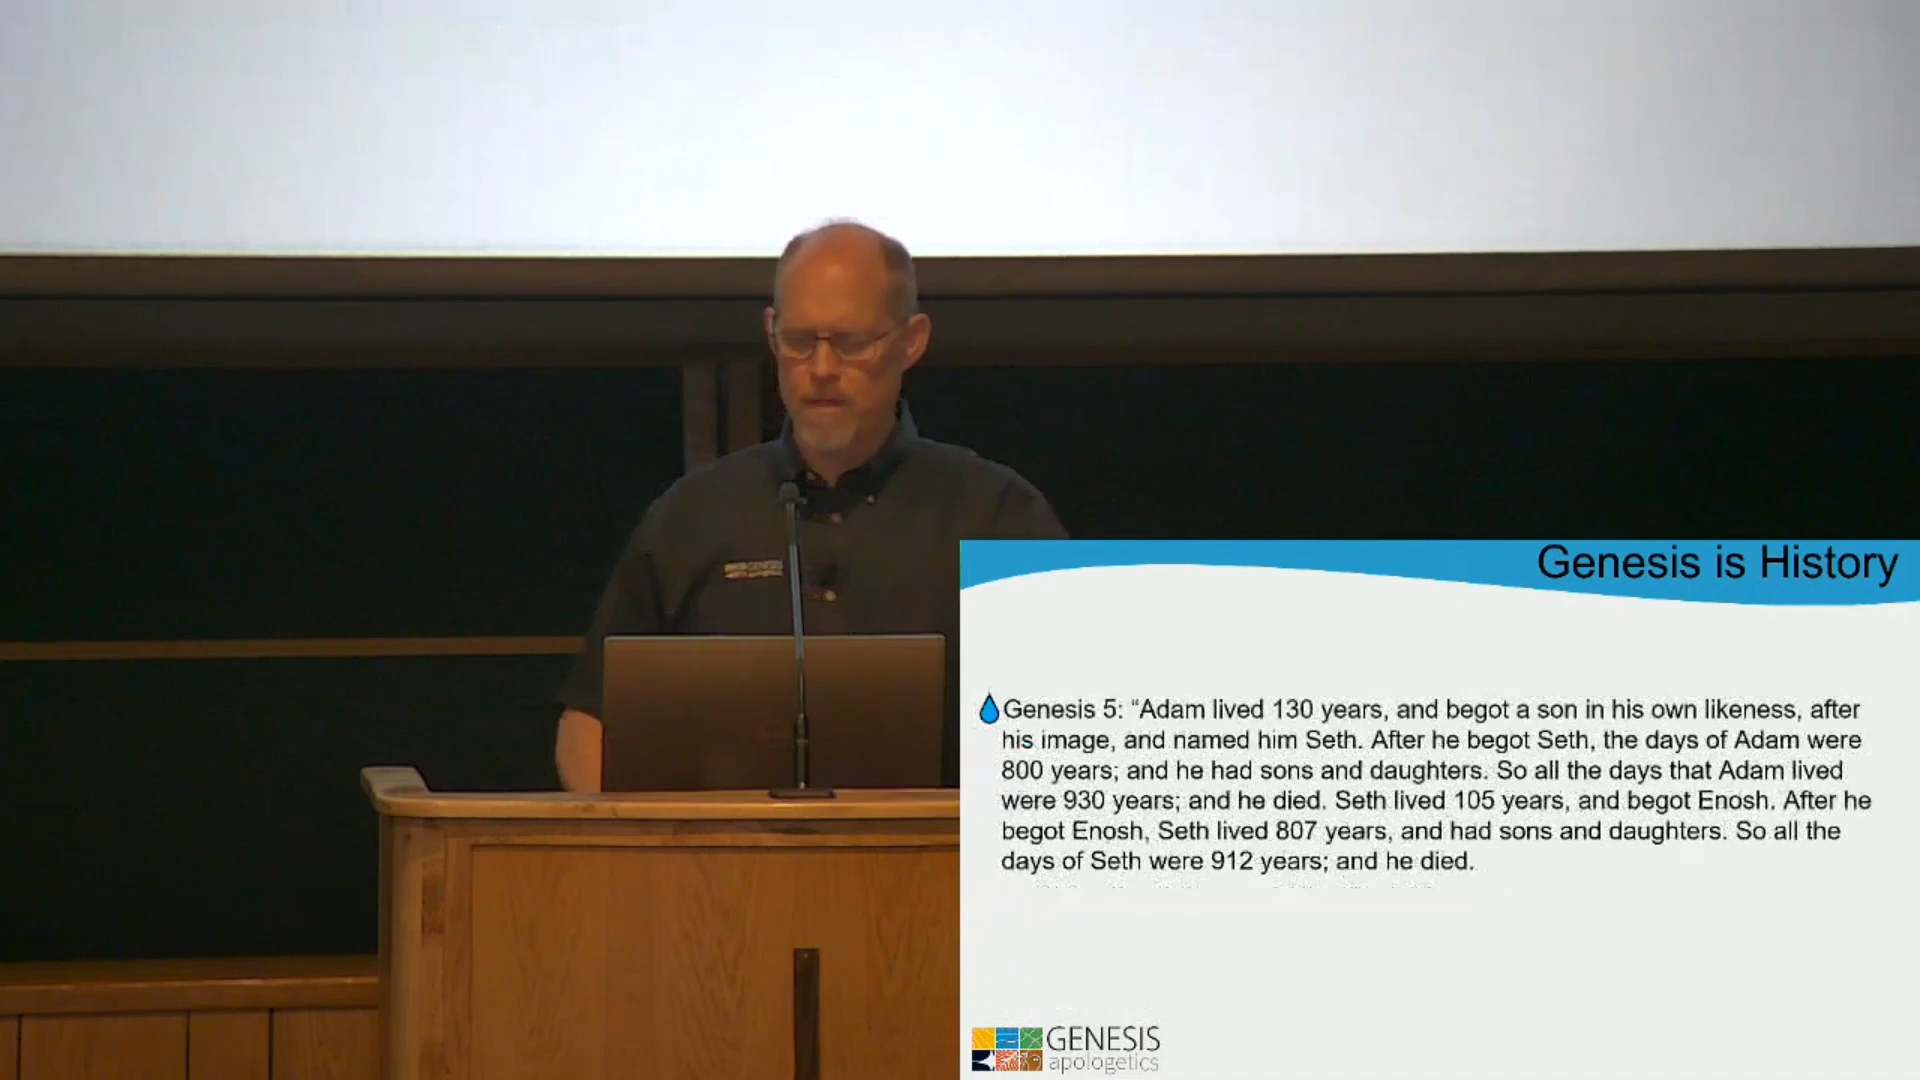 GENESIS
Genesis is History
Genesis 5: “Adam lived 130 years, and begot a son in his own likeness, after
his image, and named him Seth. After he begot Seth, the days of Adam were
800 years; and he had sons and daughters. So all the days that Adam lived
were 930 years; and he died. Seth lived 105 years, and begot Enosh. After he
begot Enosh, Seth lived 807 years, and had sons and daughters. So all the
days of Seth were 912 years; and he died.
GENESIS
apologetics